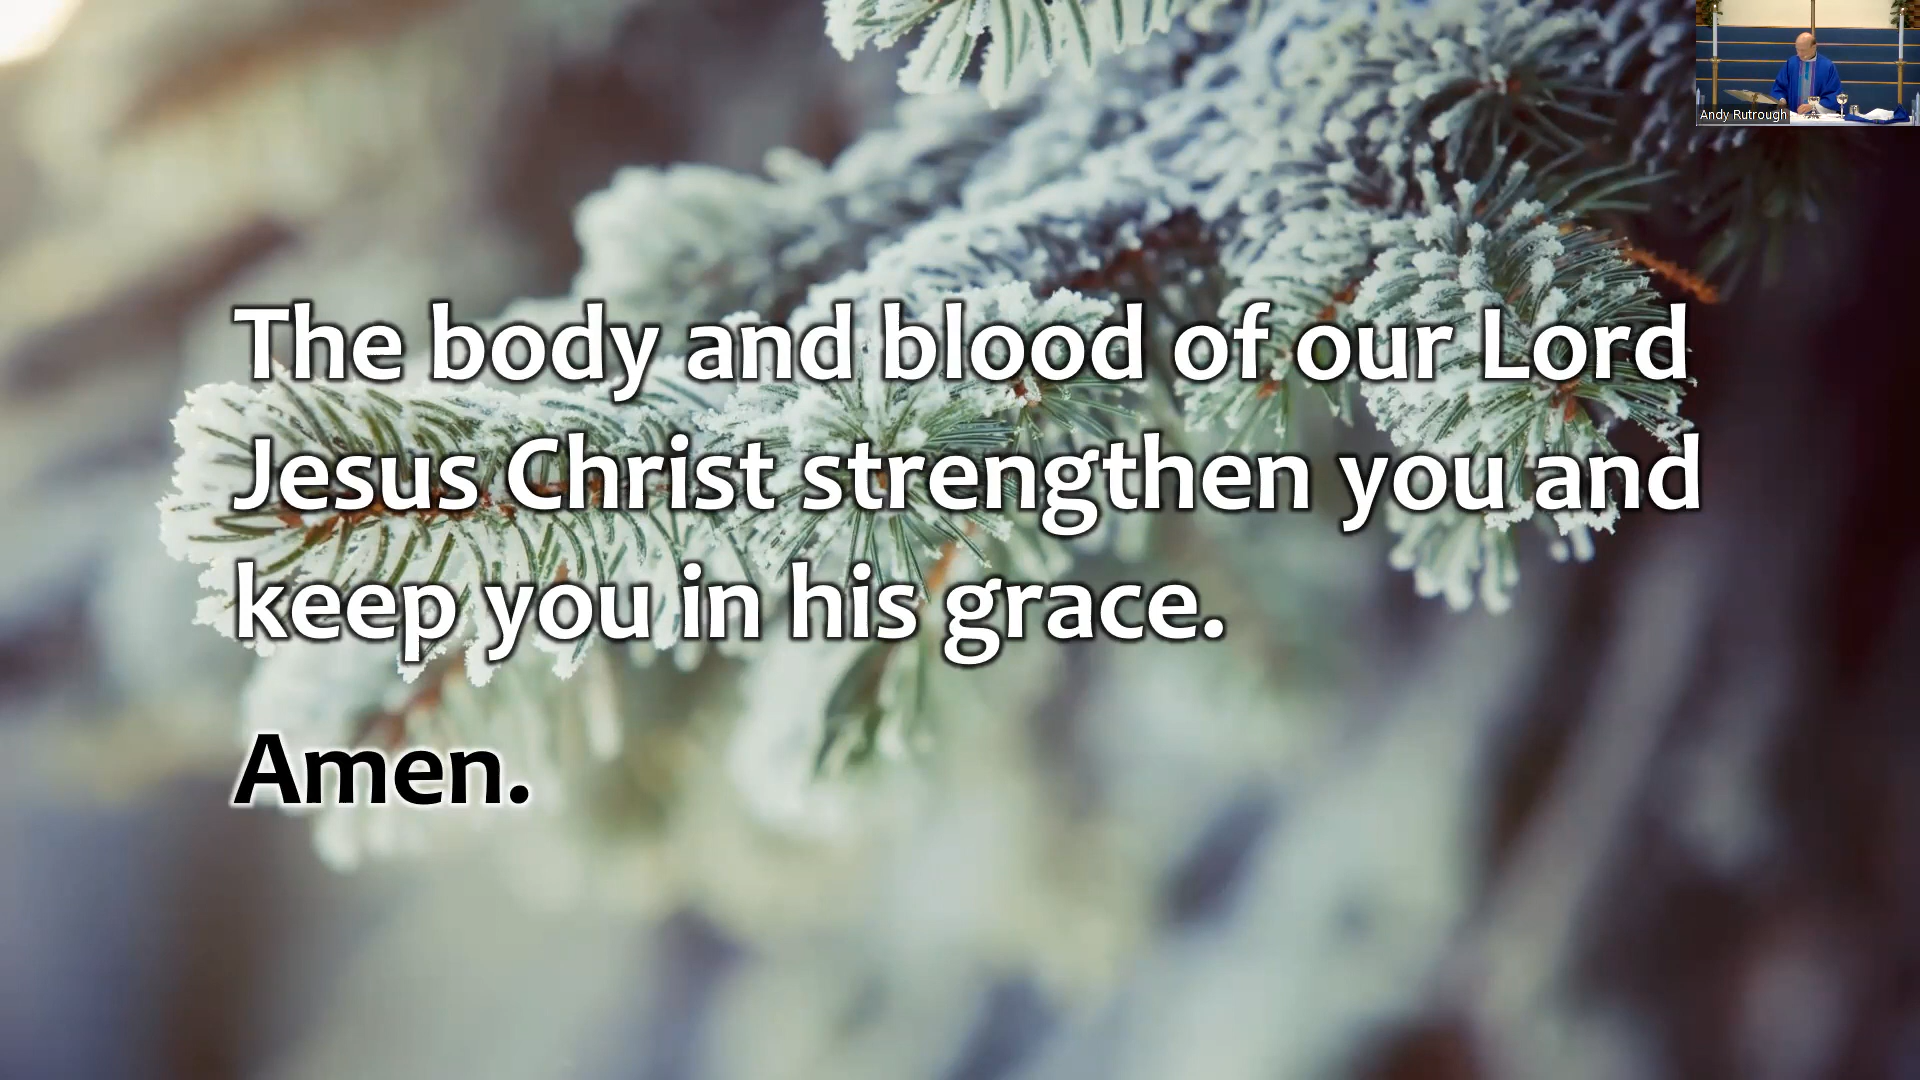 Andy Rutrough
The body and blood of our Lord
Jesus Christ strengthen you and
keep you in his grace.
Amen.